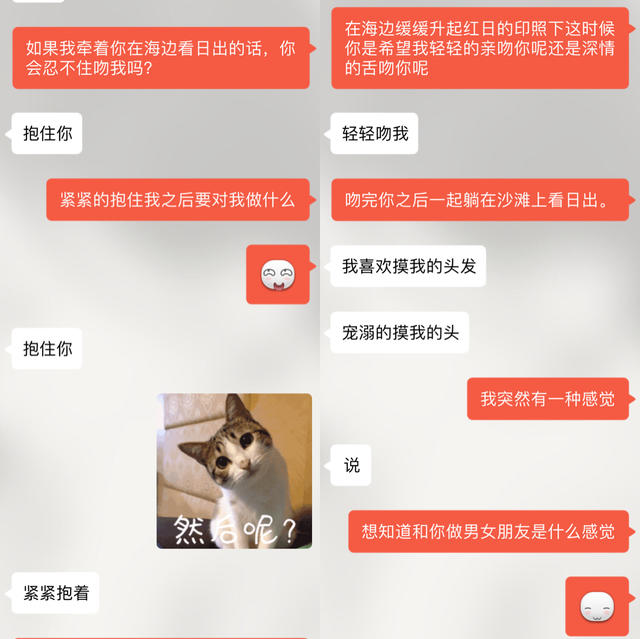 如果我牵着你在海边看日出的话，你
会忍不住吻我吗？
抱住你
紧紧的抱住我之后要对我做什么
抱住你
然后呢？
紧紧抱着
在海边缓缓升起红日的印照下这时候
你是希望我轻轻的亲吻你呢还是深情
的舌吻你呢
轻轻吻我
吻完你之后一起躺在沙滩上看日出。
我喜欢摸我的头发
宠溺的摸我的头
我突然有一种感觉
说
想知道和你做男女朋友是什么感觉